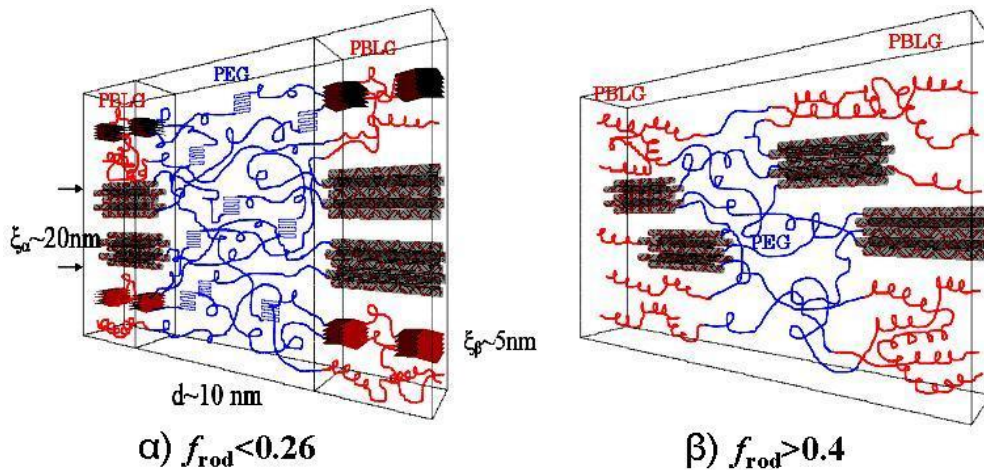 PBLG
PEG
PBLG
ξα~20nm
ξβ~5nm
d~10 nm
α) frod<0.26
PBLG
PBLG
PEG
β) frod>0.4